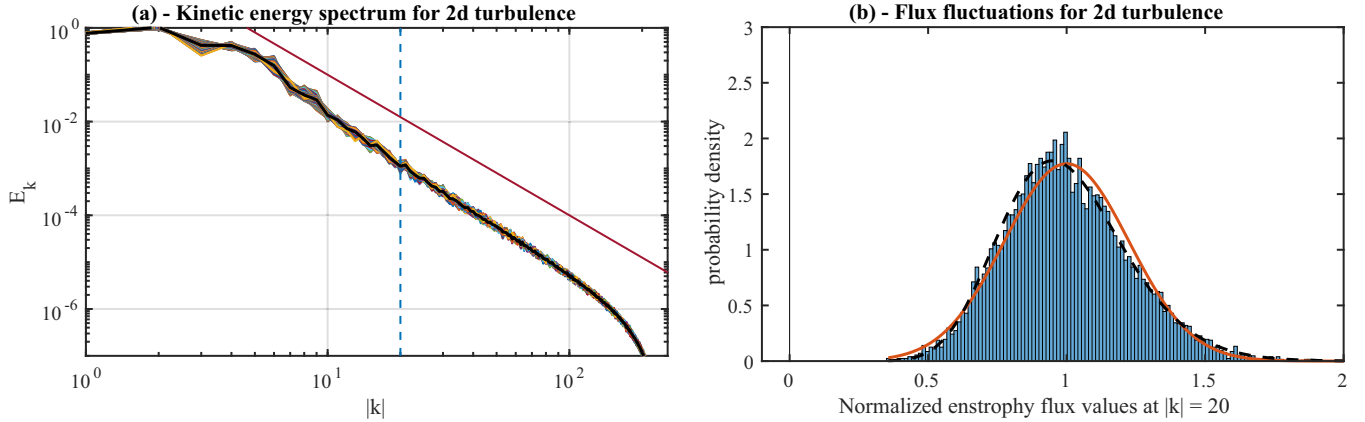 (a) - Kinetic energy spectrum for 2d turbulence
10^0
10^-2
10^-4
10^-6
E_k
10^0 10^1 10^2
|k|
(b) - Flux fluctuations for 2d turbulence
3
2.5
2
1.5
1
0.5
0
probability density
0 0.5 1 1.5 2
Normalized enstrophy flux values at |k| = 20